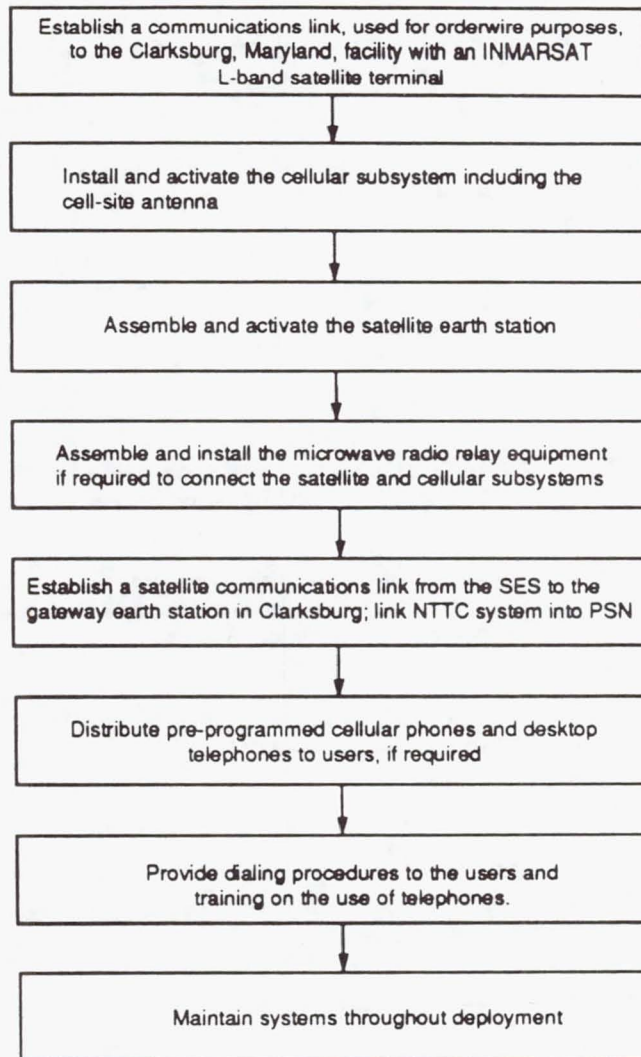 Establish a communications link, used for orderwire purposes,
to the Clarksburg, Maryland, facility with an INMARSAT
L-band satellite terminal
Install and activate the cellular subsystem including the
cell-site antenna
Assemble and activate the satellite earth station
Assemble and install the microwave radio relay equipment
if required to connect the satellite and cellular subsystems
Establish a satellite communications link from the SES to the
gateway earth station in Clarksburg; link NTTC system into PSN
Distribute pre-programmed cellular phones and desktop
telephones to users, if required
Provide dialing procedures to the users and
training on the use of telephones.
Maintain systems throughout deployment